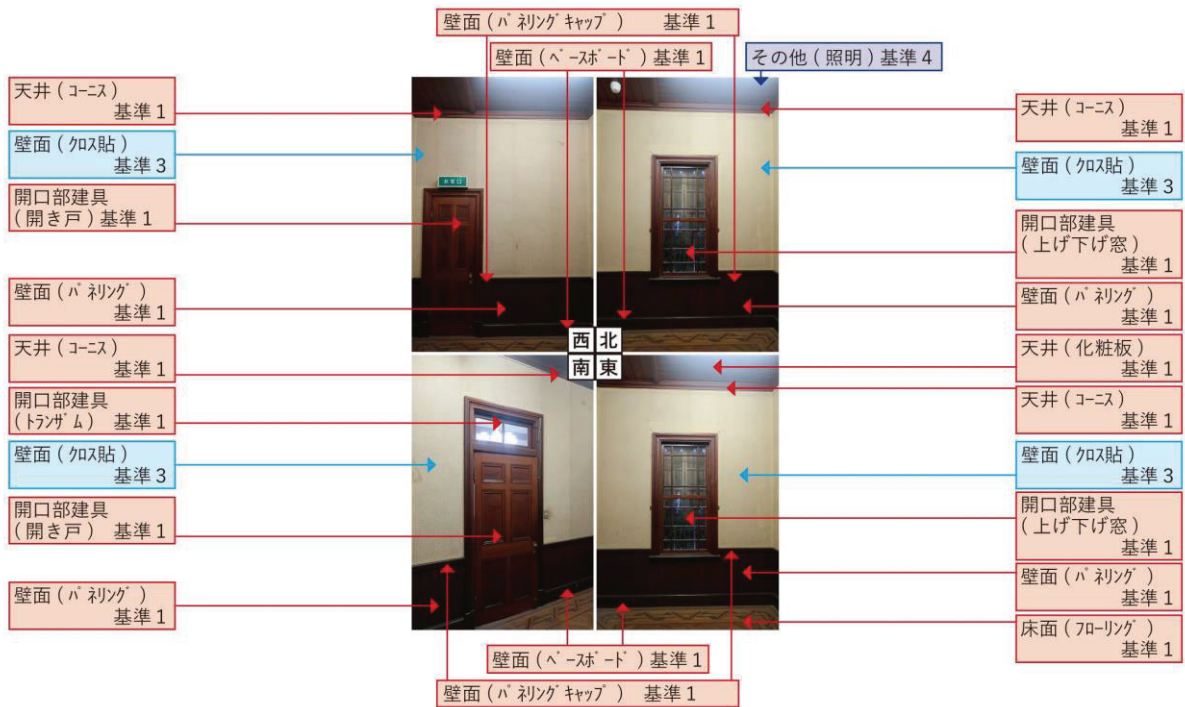 壁面(ﾊﾟﾈﾘﾝｸﾞｷｬｯﾌﾟ) 基準1
壁面(ﾍﾞｰｽﾎﾞｰﾄﾞ)基準1
その他(照明)基準4
天井(ｺｰﾆｽ)
基準1
壁面(ｸﾛｽ貼)
基準3
開口部建具
(開き戸)基準1
壁面(ﾊﾟﾈﾘﾝｸﾞ)
基準1
天井(ｺｰﾆｽ)
基準1
開口部建具
(ﾄﾗﾝｻﾞﾑ) 基準1
壁面(ｸﾛｽ貼)
基準3
開口部建具
(開き戸) 基準1
壁面(ﾊﾟﾈﾘﾝｸﾞ)
基準1
非常口
西 北
南 東
天井(ｺｰﾆｽ)
基準1
壁面(ｸﾛｽ貼)
基準3
開口部建具
(上げ下げ窓)
基準1
壁面(ﾊﾟﾈﾘﾝｸﾞ)
基準1
天井(化粧板)
基準1
天井(ｺｰﾆｽ)
基準1
壁面(ｸﾛｽ貼)
基準3
開口部建具
(上げ下げ窓)
基準1
壁面(ﾊﾟﾈﾘﾝｸﾞ)
基準1
床面(ﾌﾛｰﾘﾝｸﾞ)
基準1
壁面(ﾍﾞｰｽﾎﾞｰﾄﾞ)基準1
壁面(ﾊﾟﾈﾘﾝｸﾞｷｬｯﾌﾟ) 基準1